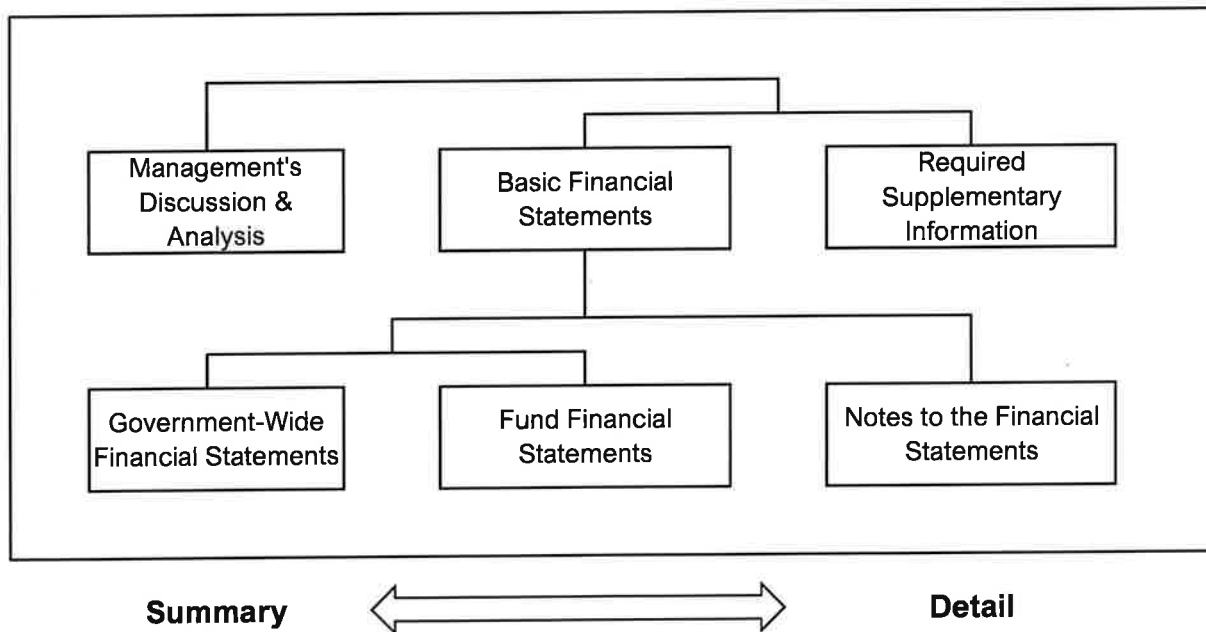 Management's
Discussion &
Analysis
Basic Financial
Statements
Required
Supplementary
Information
Government-Wide
Financial Statements
Fund Financial
Statements
Notes to the Financial
Statements
Summary
Detail